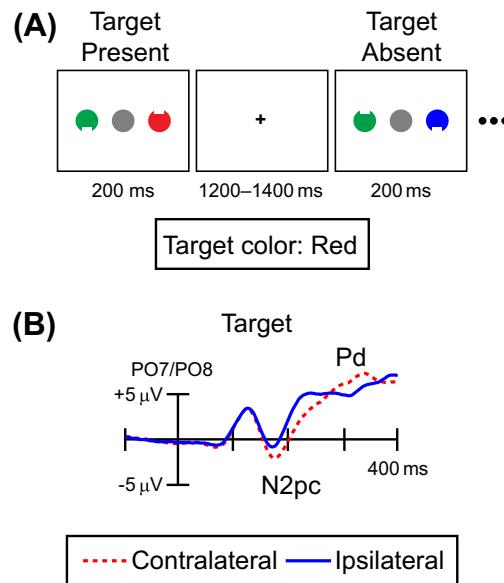 (A)
Target Present
Target Absent
200 ms
1200–1400 ms
200 ms
Target color: Red
(B)
Target
PO7/PO8
Pd
+5 μV
-5 μV
N2pc
400 ms
Contralateral
Ipsilateral